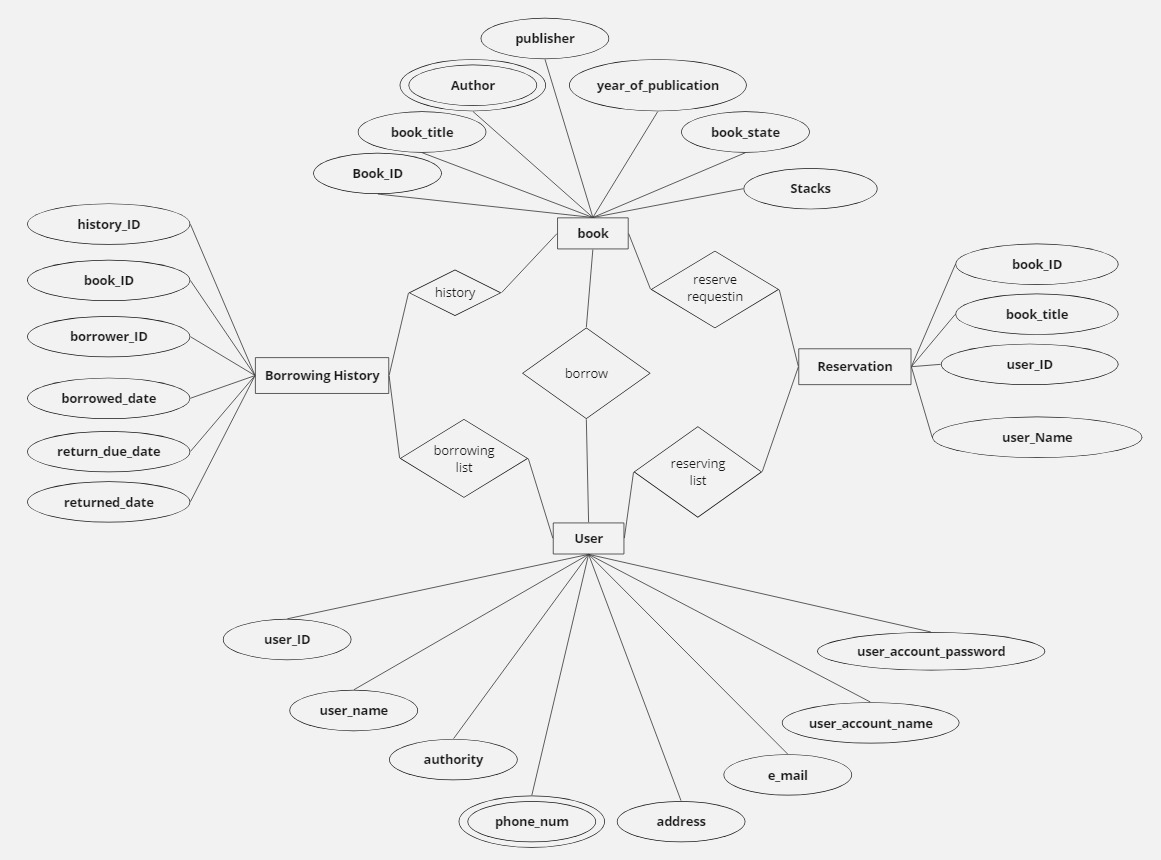 publisher
Author
year_of_publication
book_title
book_state
Book_ID
Stacks
history_ID
book
book_ID
history
reserve
requestin
book_ID
book_title
borrower_ID
Borrowing History
borrow
Reservation
user_ID
borrowed_date
return_due_date
borrowing
list
reserving
list
user_Name
returned_date
User
user_ID
user_account_password
user_name
user_account_name
authority
e_mail
phone_num
address